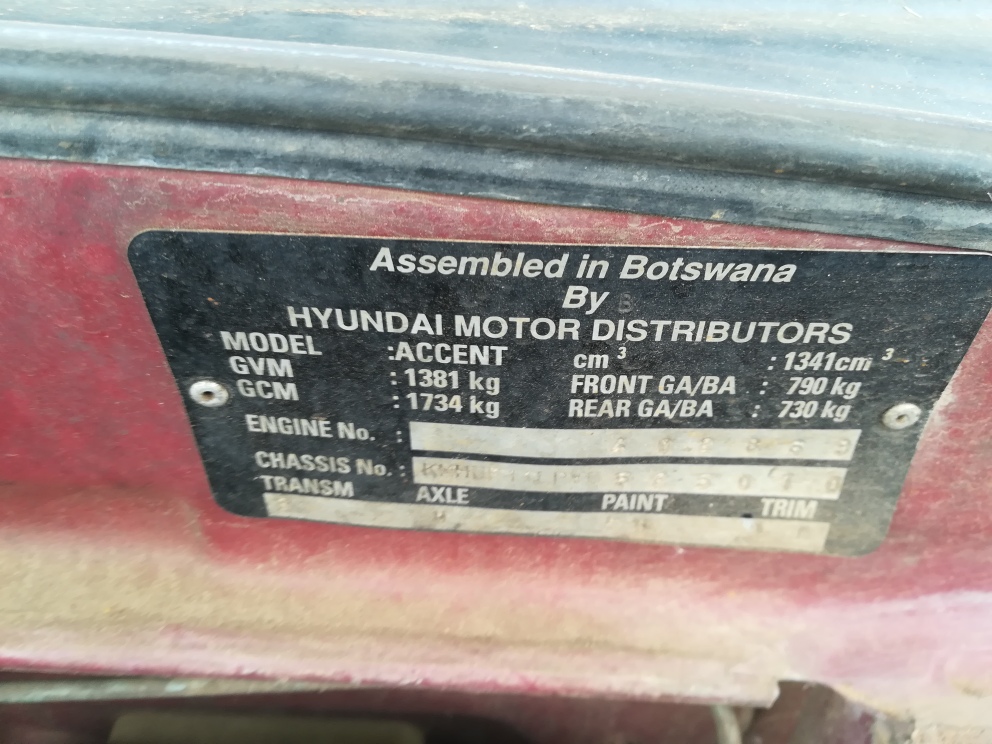 Assembled in Botswana
By
HYUNDAI MOTOR DISTRIBUTORS
MODEL :ACCENT cm³ : 1341cm³
GVM : 1381 kg FRONT GA/BA : 790 kg
GCM : 1734 kg REAR GA/BA : 730 kg
ENGINE No. :
CHASSIS No. :
TRANSM AXLE PAINT TRIM